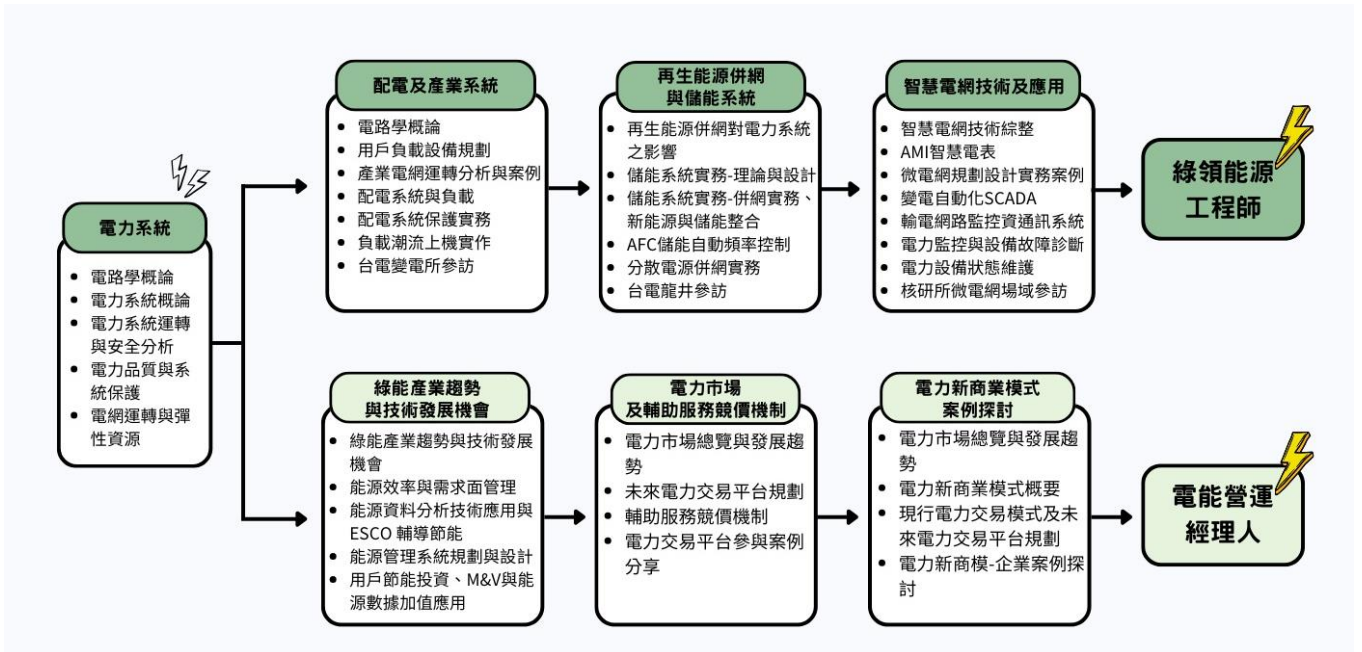 電力系統
電路學概論
電力系統概論
電力系統運轉
與安全分析
電力品質與系
統保護
電網運轉與彈
性資源
配電及產業系統
電路學概論
用戶負載設備規劃
產業電網運轉分析與案例
配電系統與負載
配電系統保護實務
負載潮流上機實作
台電變電所參訪
再生能源併網
與儲能系統
再生能源併網對電力系統
之影響
儲能系統實務-理論與設計
儲能系統實務-併網實務、
新能源與儲能整合
AFC儲能自動頻率控制
分散電源併網實務
台電龍井參訪
智慧電網技術及應用
智慧電網技術綜整
AMI智慧電表
微電網規劃設計實務案例
變電自動化SCADA
輸電網路監控資通訊系統
電力監控與設備故障診斷
電力設備狀態維護
核研所微電網場域參訪
綠領能源
工程師
綠能產業趨勢
與技術發展機會
綠能產業趨勢與技術發展
機會
能源效率與需求面管理
能源資料分析技術應用與
ESCO 輔導節能
能源管理系統規劃與設計
用戶節能投資、M&V與能
源數據加值應用
電力市場
及輔助服務競價機制
電力市場總覽與發展趨
勢
未來電力交易平台規劃
輔助服務競價機制
電力交易平台參與案例
分享
電力新商業模式
案例探討
電力市場總覽與發展趨
勢
電力新商業模式概要
現行電力交易模式及未
來電力交易平台規劃
電力新商模-企業案例探
討
電能營運
經理人